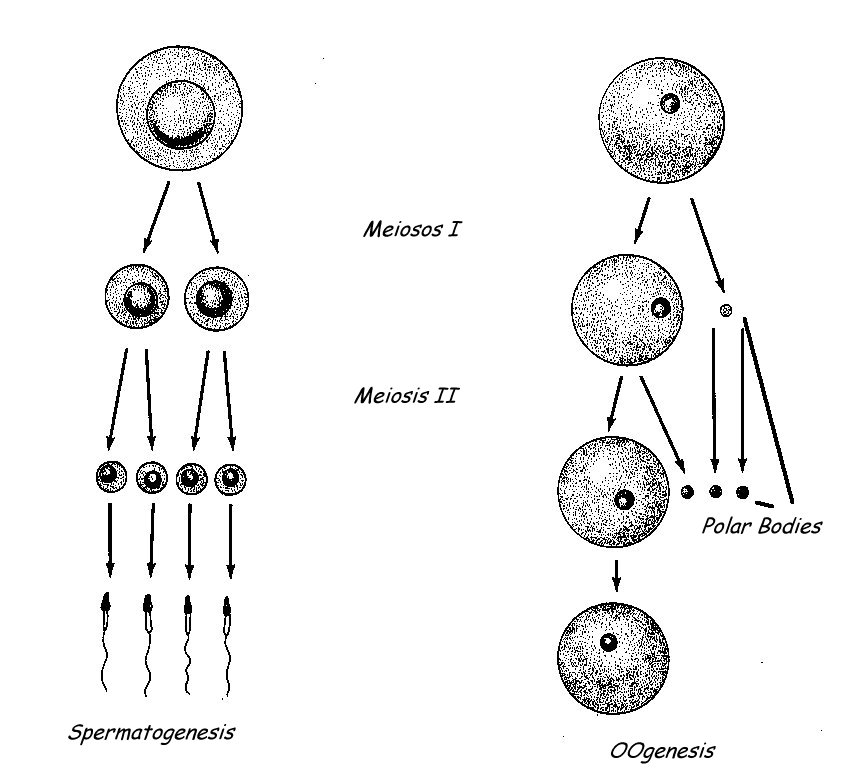 Meiosos I
Meiosis II
Polar Bodies
Spermatogenesis
OOgenesis